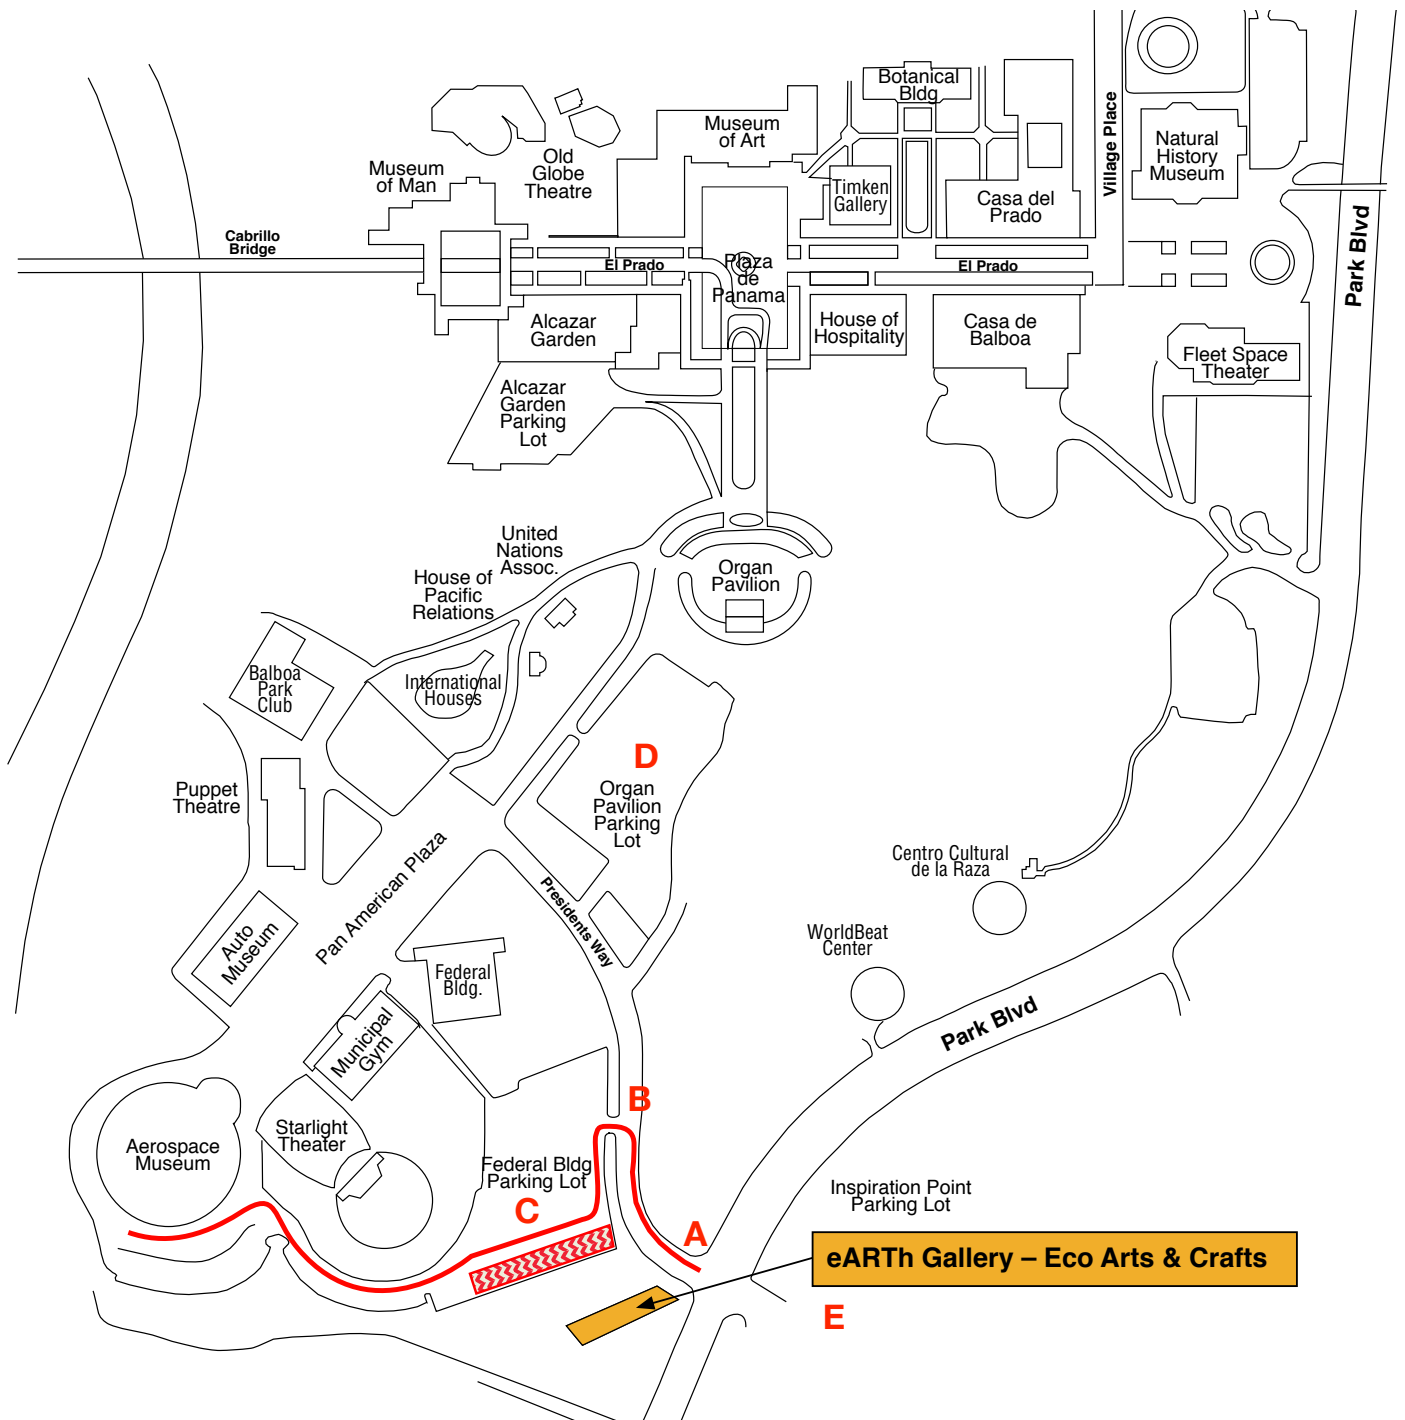 Botanical
Bldg
Museum
of Art
Village Place
Natural
History
Museum
Old
Globe
Theatre
Museum
of Man
Timken
Gallery
Casa del
Prado
Park Blvd
Cabrillo
Bridge
El Prado
Plaza
de
Panama
El Prado
Alcazar
Garden
House of
Hospitality
Casa de
Balboa
Fleet Space
Theater
Alcazar
Garden
Parking
Lot
United
Nations
Assoc.
House of
Pacific
Relations
Organ
Pavilion
Balboa
Park
Club
International
Houses
D
Organ
Pavilion
Parking
Lot
Puppet
Theatre
Pan American Plaza
Presidents Way
Centro Cultural
de la Raza
WorldBeat
Center
Auto
Museum
Federal
Bldg.
Park Blvd
Municipal
Gym
B
Starlight
Theater
Aerospace
Museum
Federal Bldg
Parking Lot
C
A
Inspiration Point
Parking Lot
eARTh Gallery – Eco Arts & Crafts
E